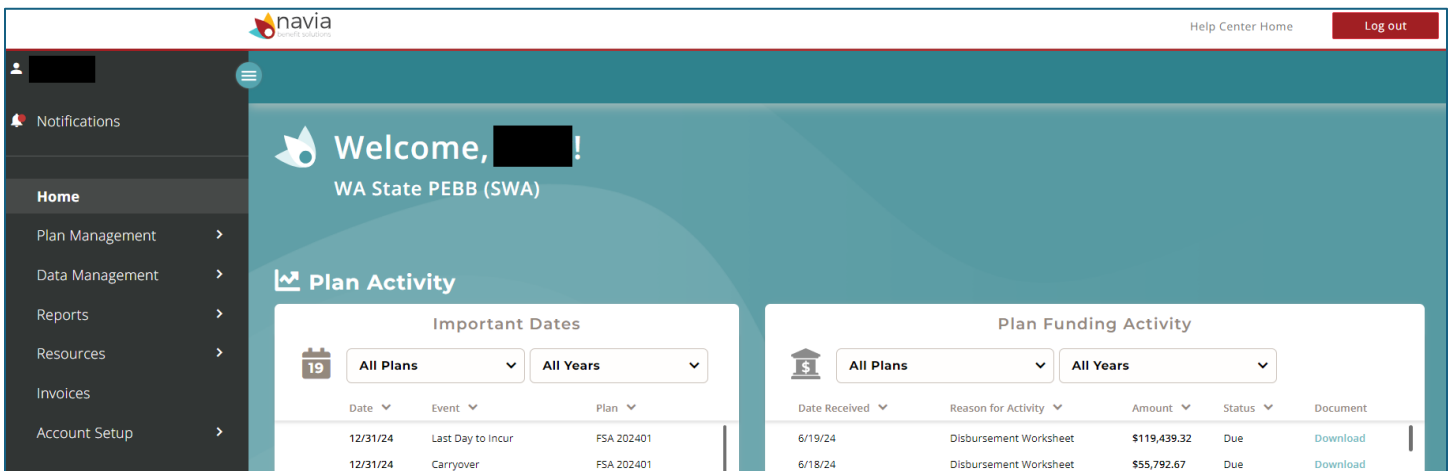 navia
benefit solutions
Help Center Home
Log out
Notifications
Home
Plan Management
Data Management
Reports
Resources
Invoices
Account Setup
Welcome, !
WA State PEBB (SWA)
Plan Activity
Important Dates
19
All Plans
All Years
Date Event Plan
12/31/24 Last Day to Incur FSA 202401
12/31/24 Carryover FSA 202401
Plan Funding Activity
$
All Plans
All Years
Date Received Reason for Activity Amount Status Document
6/19/24 Disbursement Worksheet $119,439.32 Due Download
6/18/24 Disbursement Worksheet $55,792.67 Due Download